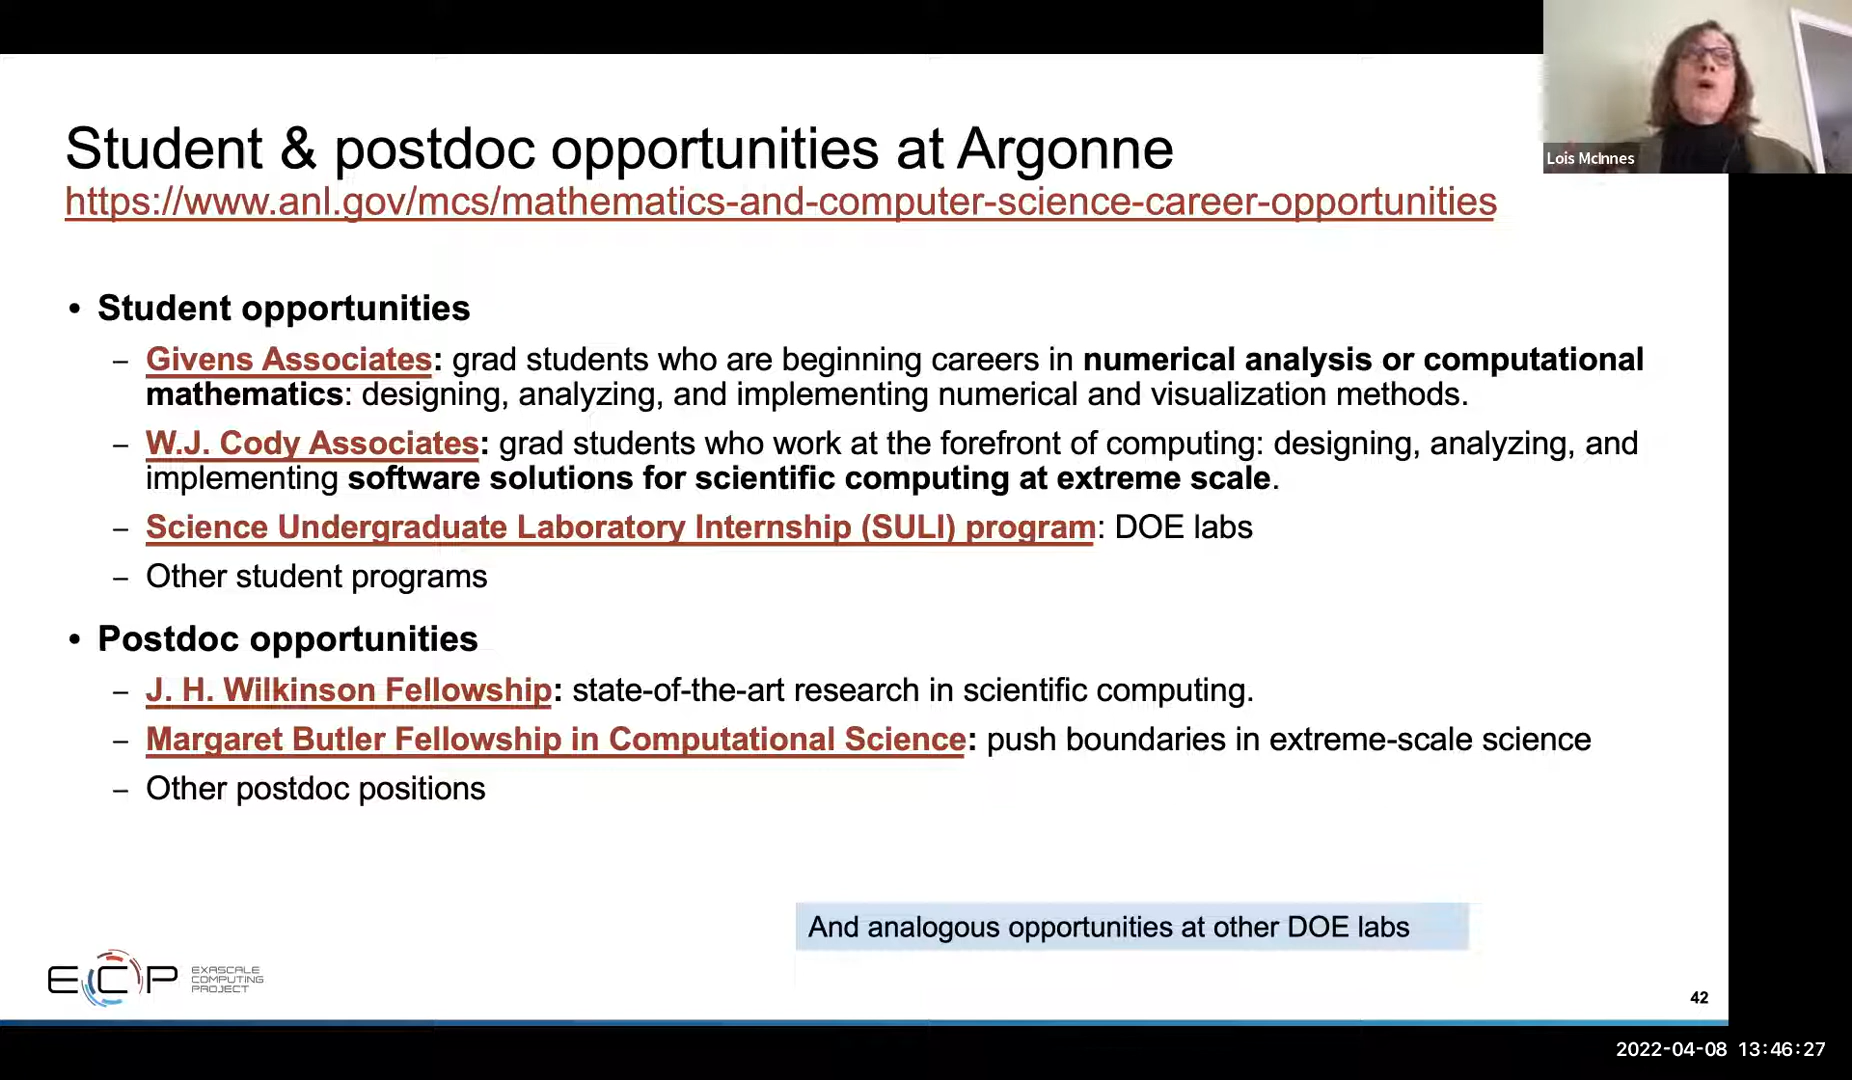 Lois McInnes
Student & postdoc opportunities at Argonne
https://www.anl.gov/mcs/mathematics-and-computer-science-career-opportunities
• Student opportunities
– Givens Associates: grad students who are beginning careers in numerical analysis or computational
mathematics: designing, analyzing, and implementing numerical and visualization methods.
– W.J. Cody Associates: grad students who work at the forefront of computing: designing, analyzing, and
implementing software solutions for scientific computing at extreme scale.
– Science Undergraduate Laboratory Internship (SULI) program: DOE labs
– Other student programs
• Postdoc opportunities
– J. H. Wilkinson Fellowship: state-of-the-art research in scientific computing.
– Margaret Butler Fellowship in Computational Science: push boundaries in extreme-scale science
– Other postdoc positions
And analogous opportunities at other DOE labs
ECP
EXASCALE
COMPUTING
PROJECT
42
2022-04-08 13:46:27